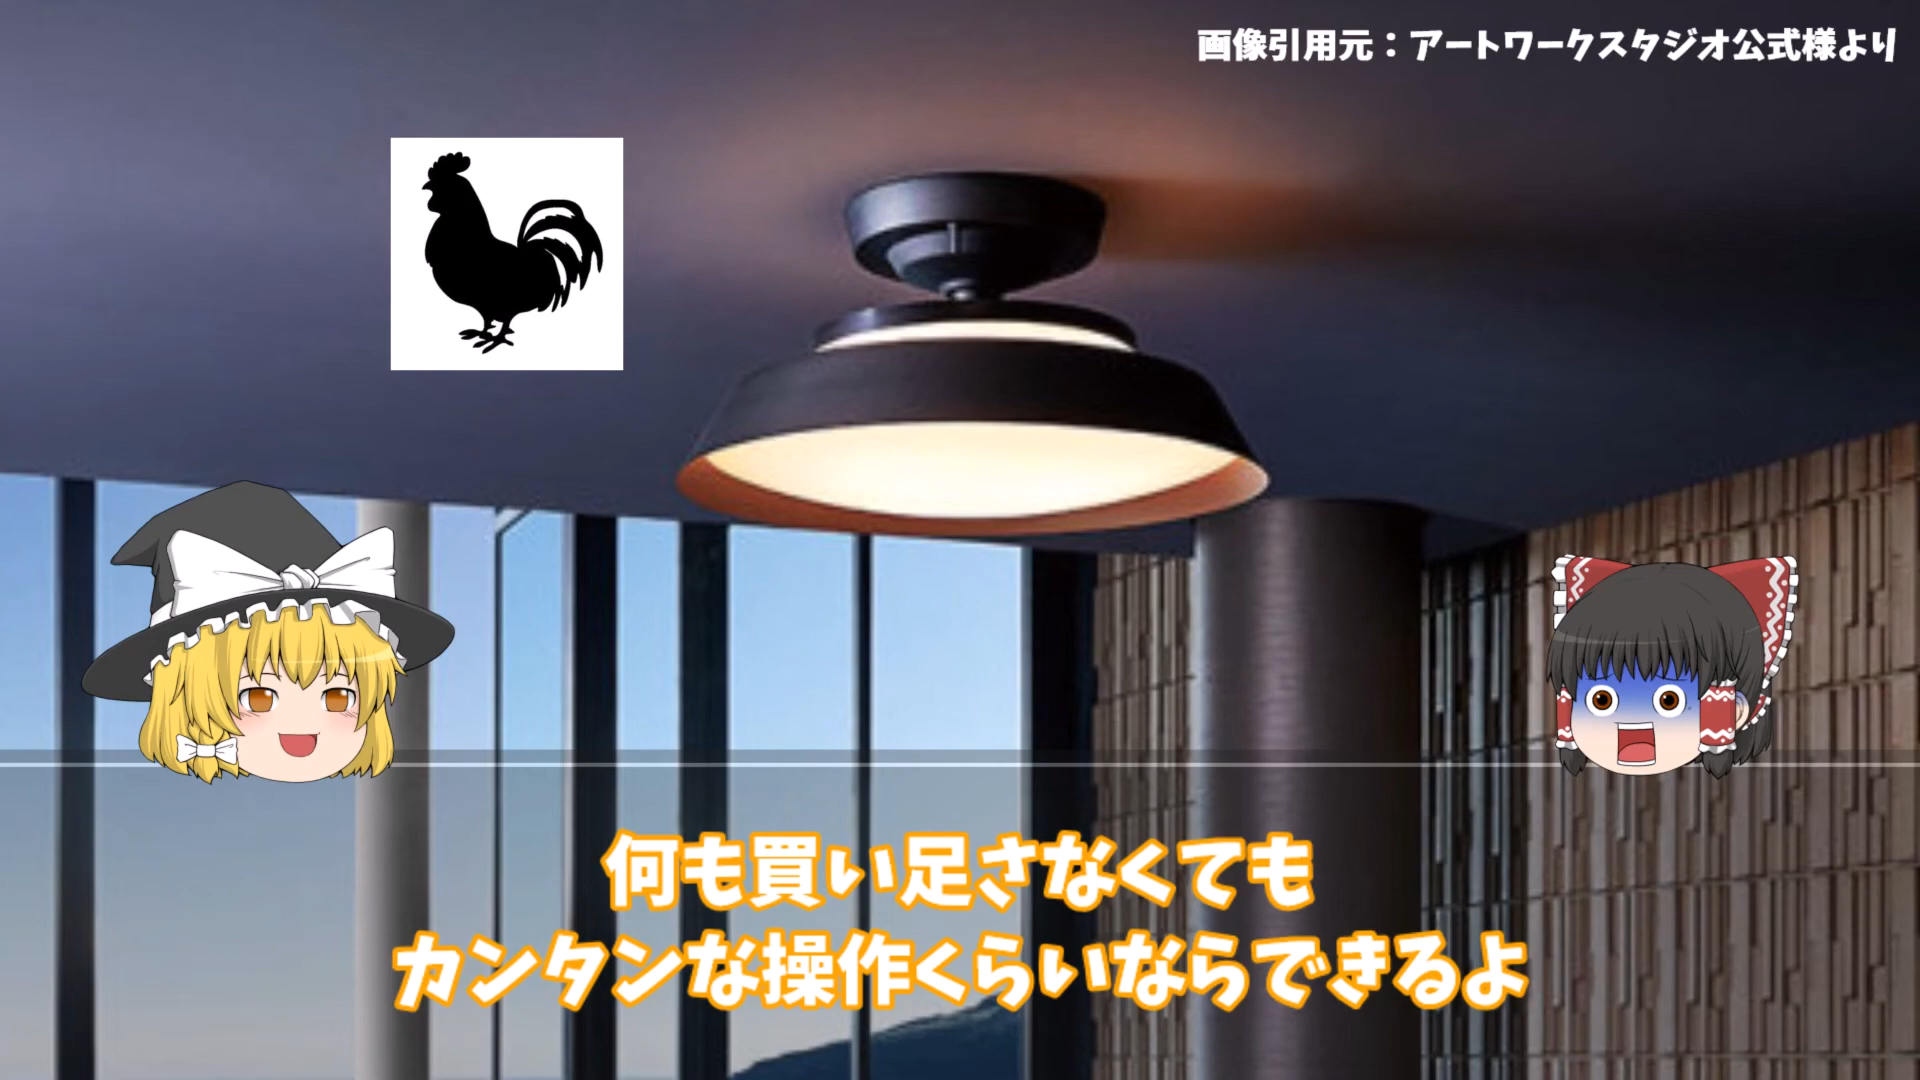 画像引用元：アートワークスタジオ公式様より
何も買い足さなくても
カンタンな操作くらいならできるよ